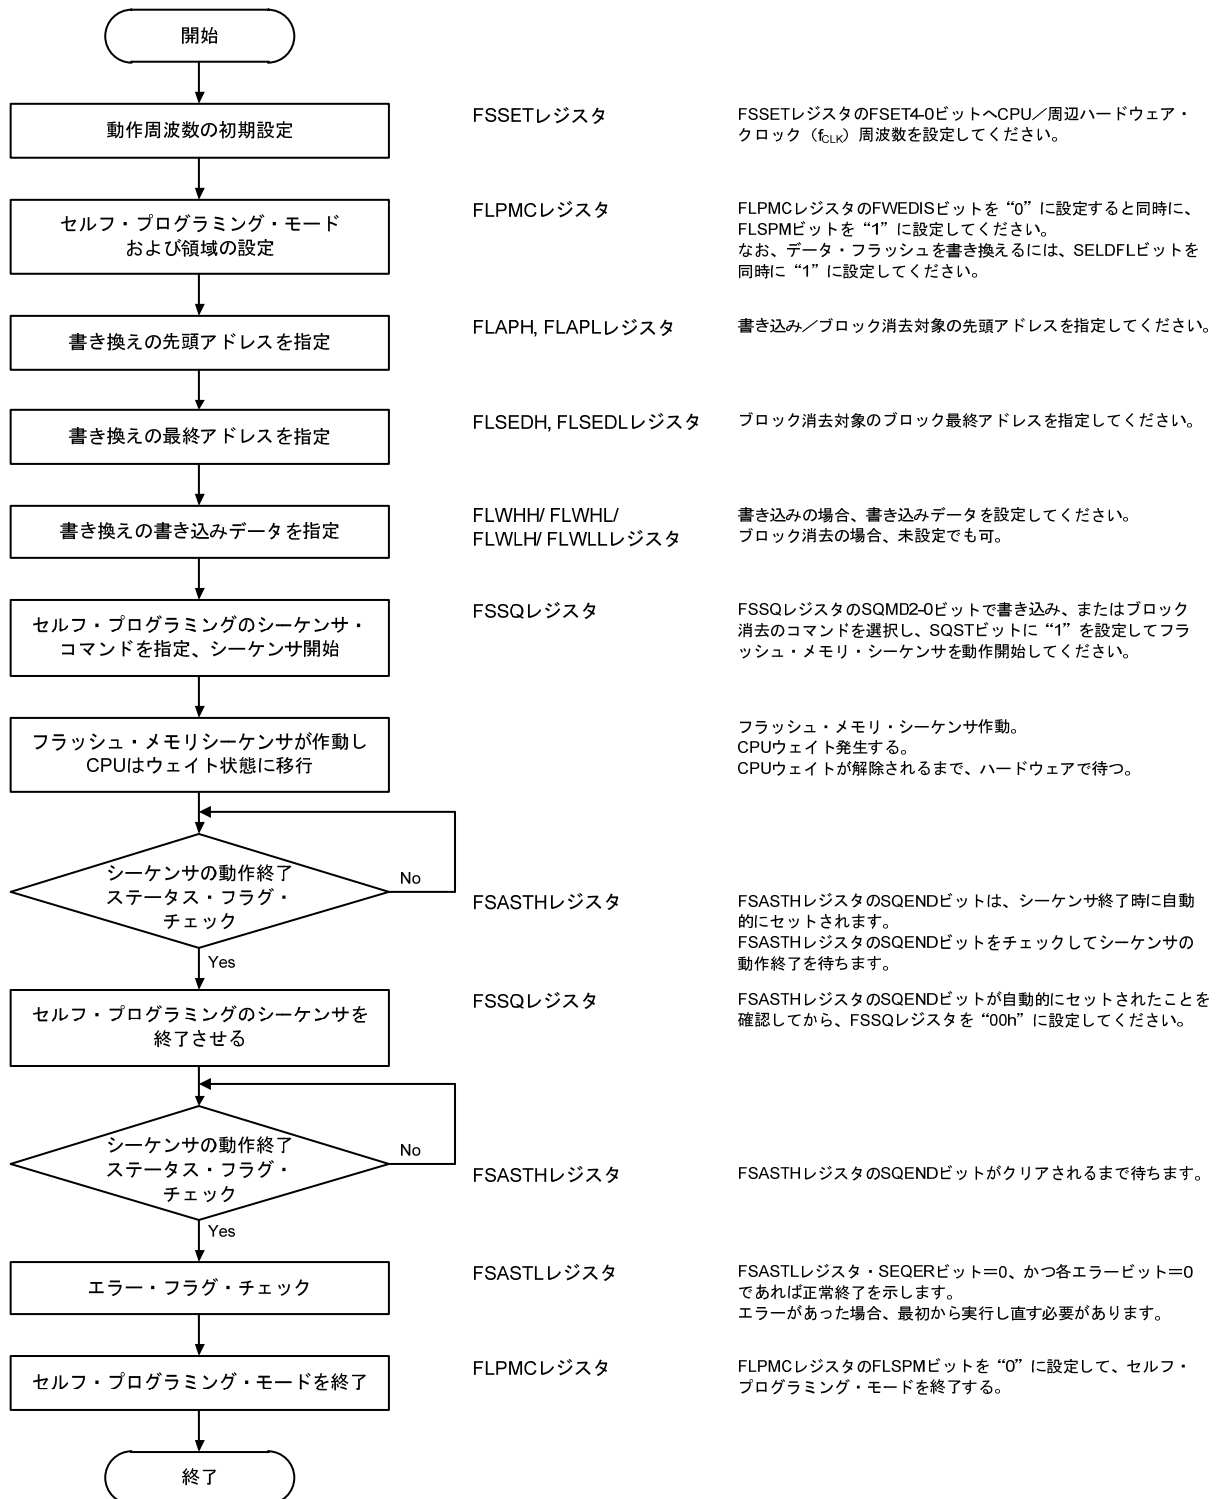 開始
動作周波数の初期設定
FSSETレジスタ
FSSETレジスタのFSET4-0ビットへCPU／周辺ハードウェア・
クロック（fCLK）周波数を設定してください。
セルフ・プログラミング・モード
および領域の設定
FLPMCレジスタ
FLPMCレジスタのFWEDISビットを“0”に設定すると同時に、
FLSPMビットを“1”に設定してください。
なお、データ・フラッシュを書き換えるには、SELDFLビットを
同時に“1”に設定してください。
書き換えの先頭アドレスを指定
FLAPH, FLAPLレジスタ
書き込み／ブロック消去対象の先頭アドレスを指定してください。
書き換えの最終アドレスを指定
FLSEDH, FLSEDLレジスタ
ブロック消去対象のブロック最終アドレスを指定してください。
書き換えの書き込みデータを指定
FLWHH/ FLWHL/
FLWLH/ FLWLLレジスタ
書き込みの場合、書き込みデータを設定してください。
ブロック消去の場合、未設定でも可。
セルフ・プログラミングのシーケンサ・
コマンドを指定、シーケンサ開始
FSSQレジスタ
FSSQレジスタのSQMD2-0ビットで書き込み、またはブロック
消去のコマンドを選択し、SQSTビットに“1”を設定してフラ
ッシュ・メモリ・シーケンサを動作開始してください。
フラッシュ・メモリシーケンサが作動し
CPUはウェイト状態に移行
フラッシュ・メモリ・シーケンサ作動。
CPUウェイト発生する。
CPUウェイトが解除されるまで、ハードウェアで待つ。
シーケンサの動作終了
ステータス・フラグ・
チェック
No
Yes
FSASTHレジスタ
FSASTHレジスタのSQENDビットは、シーケンサ終了時に自動
的にセットされます。
FSASTHレジスタのSQENDビットをチェックしてシーケンサの
動作終了を待ちます。
セルフ・プログラミングのシーケンサを
終了させる
FSSQレジスタ
FSASTHレジスタのSQENDビットが自動的にセットされたことを
確認してから、FSSQレジスタを“00h”に設定してください。
シーケンサの動作終了
ステータス・フラグ・
チェック
No
Yes
FSASTHレジスタ
FSASTHレジスタのSQENDビットがクリアされるまで待ちます。
エラー・フラグ・チェック
FSASTLレジスタ
FSASTLレジスタ・SEQERビット＝0、かつ各エラービット＝0
であれば正常終了を示します。
エラーがあった場合、最初から実行し直す必要があります。
セルフ・プログラミング・モードを終了
FLPMCレジスタ
FLPMCレジスタのFLSPMビットを“0”に設定して、セルフ・
プログラミング・モードを終了する。
終了